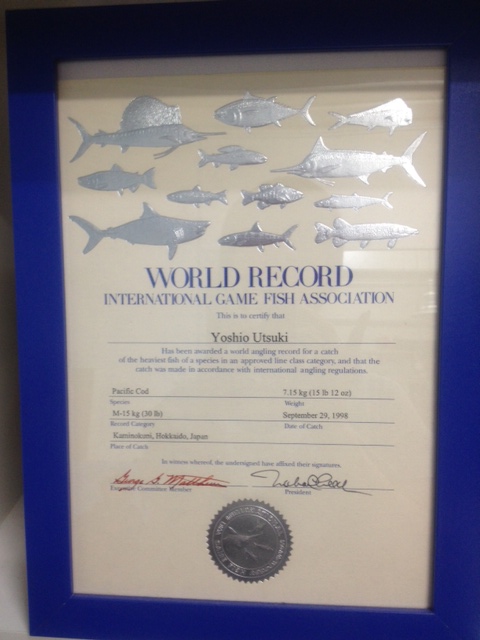 WORLD RECORD
INTERNATIONAL GAME FISH ASSOCIATION
This is to certify that
Yoshio Utsuki
Has been awarded a world angling record for a catch
of the heaviest fish of a species in an approved line class category, and that the
catch was made in accordance with international angling regulations.
Pacific Cod 7.15 kg (15 lb 12 oz)
Species Weight
M-15 kg (30 lb) September 29, 1998
Record Category Date of Catch
Hokkaido, Japan
Place of Catch
In witness whereof, the undersigned have affixed their signatures.
George G.
Executive Committee Member President